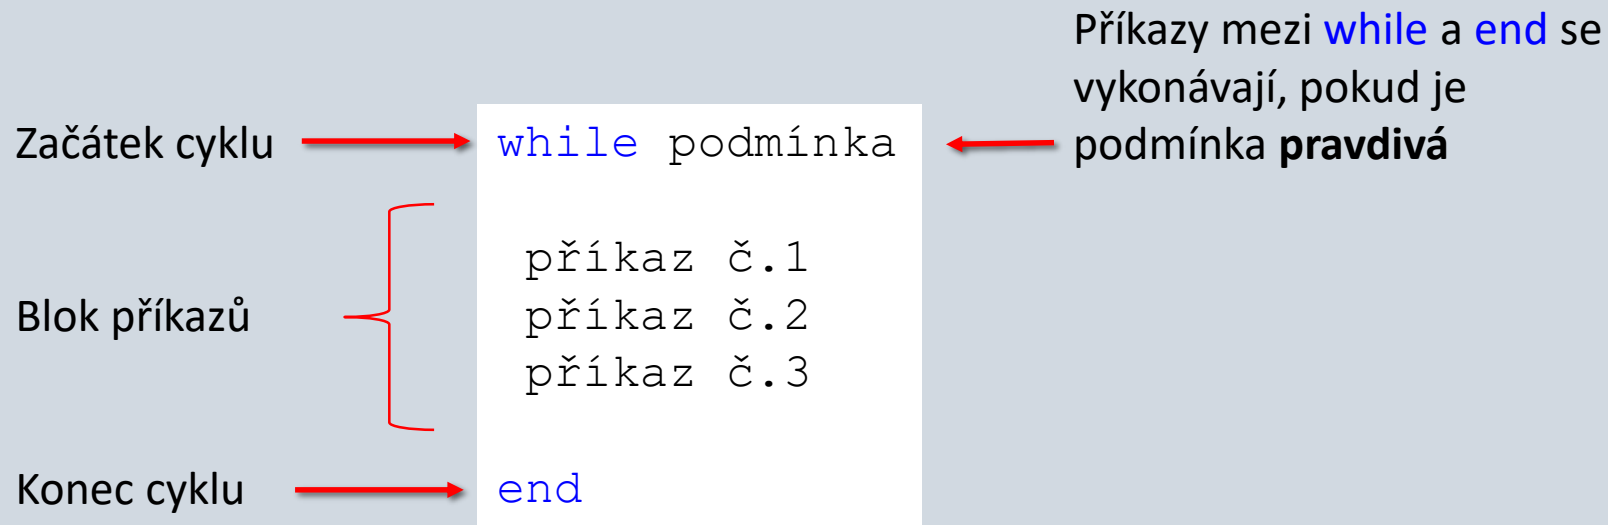 Příkazy mezi while a end se
vykonávají, pokud je
podmínka pravdivá
Začátek cyklu
while podmínka
Blok příkazů
příkaz č.1
příkaz č.2
příkaz č.3
Konec cyklu
end